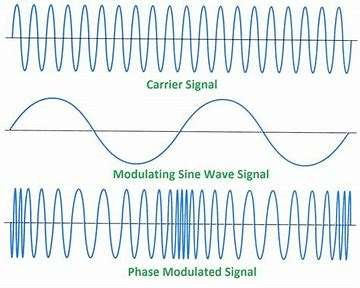 Carrier Signal
Modulating Sine Wave Signal
Phase Modulated Signal